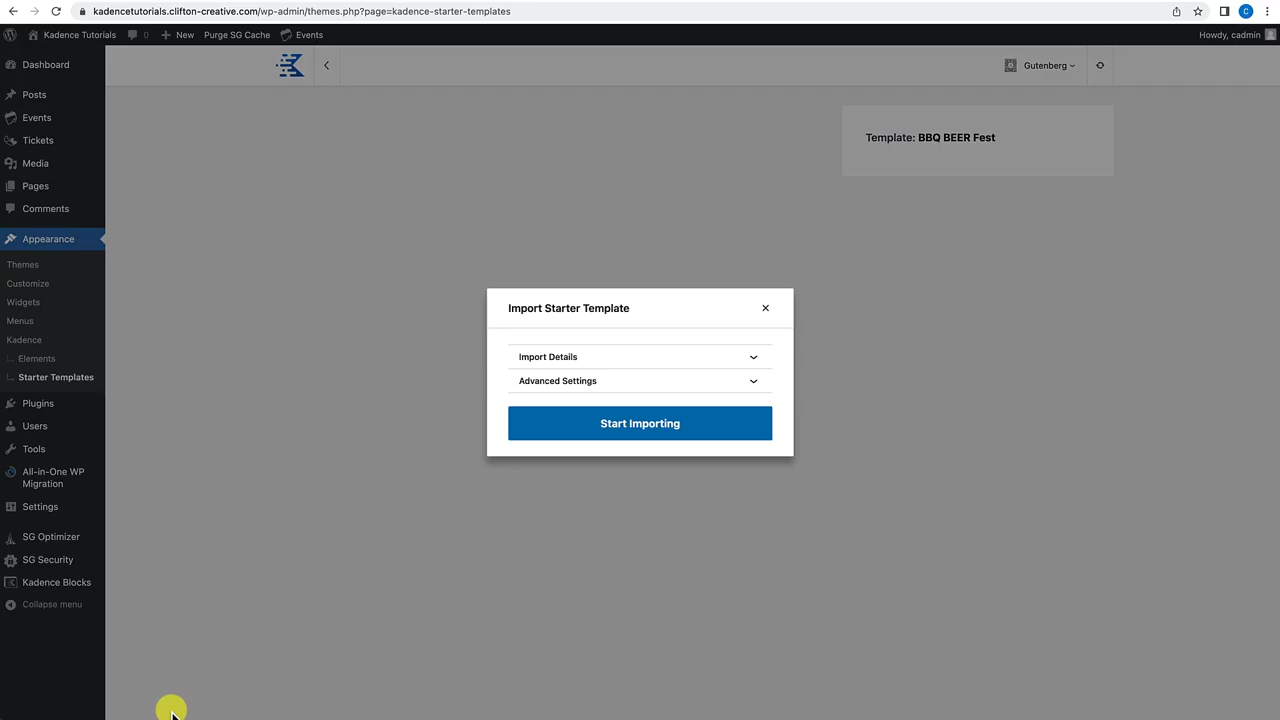 kadencetutorials.clifton-creative.com/wp-admin/themes.php?page=kadence-starter-templates
C
Kadence Tutorials 0 New Purge SG Cache Events Howdy, cadmin
Dashboard
Posts
Events
Tickets
Media
Pages
Comments
Appearance
Themes
Customize
Widgets
Menus
Kadence
Elements
Starter Templates
Plugins
Users
Tools
All-in-One WP
Migration
Settings
SG Optimizer
SG Security
Kadence Blocks
Collapse menu
Gutenberg
Template: BBQ BEER Fest
Import Starter Template
Import Details
Advanced Settings
Start Importing